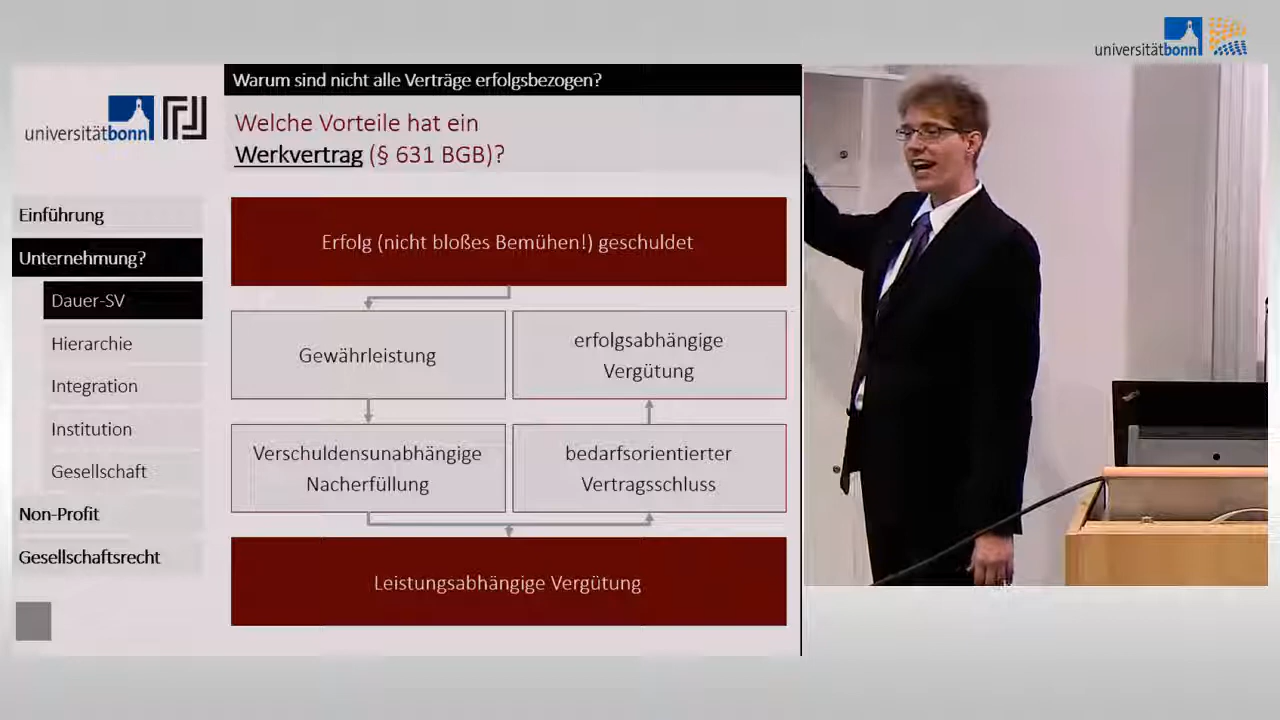 universitätbonn
universitätbonn
Warum sind nicht alle Verträge erfolgsbezogen?
Welche Vorteile hat ein
Werkvertrag (§ 631 BGB)?
Einführung
Unternehmung?
Dauer-SV
Hierarchie
Integration
Institution
Gesellschaft
Non-Profit
Gesellschaftsrecht
Erfolg (nicht bloßes Bemühen!) geschuldet
Gewährleistung
erfolgsabhängige
Vergütung
Verschuldensunabhängige
Nacherfüllung
bedarfsorientierter
Vertragsschluss
Leistungsabhängige Vergütung